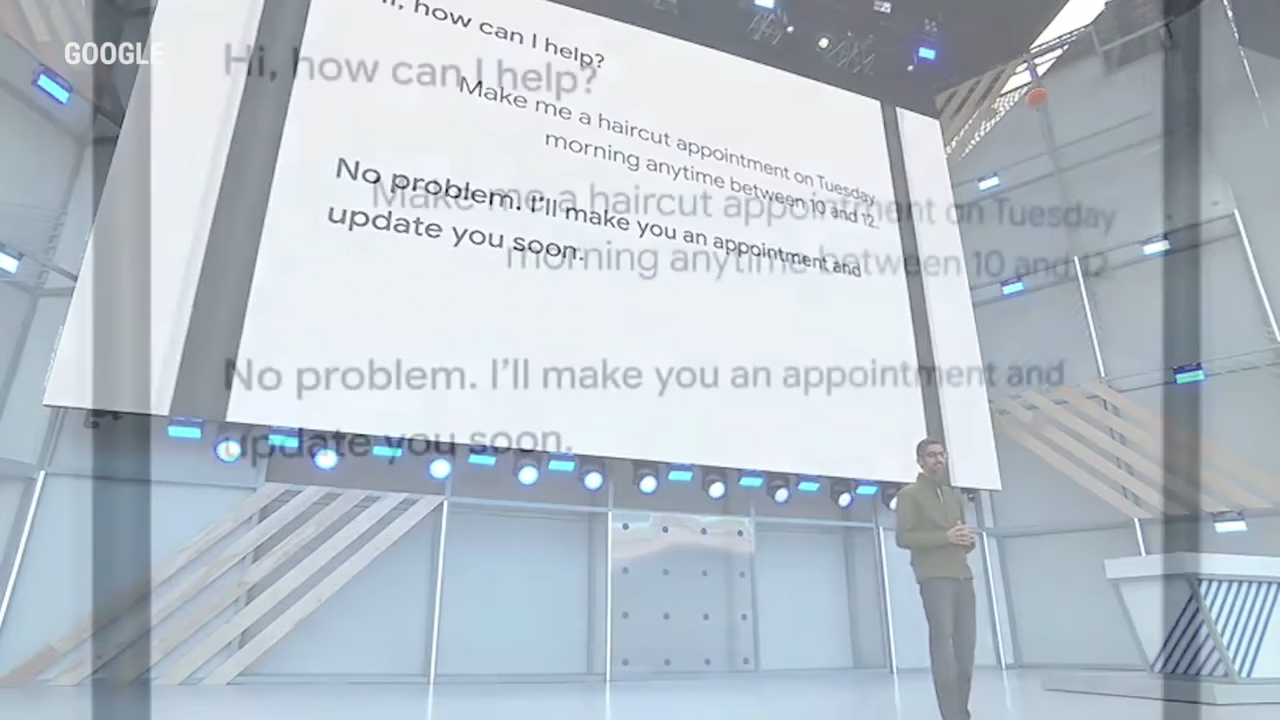 GOOGLE
how can I help?
Make me a haircut appointment on Tuesday
morning anytime between 10 and 12.
No problem. I'll make you an appointment and
update you soon.
Hi, how can I help?
Make me a haircut appointment on Tuesday
morning anytime between 10 and 12
No problem. I'll make you an appointment and
update you soon.